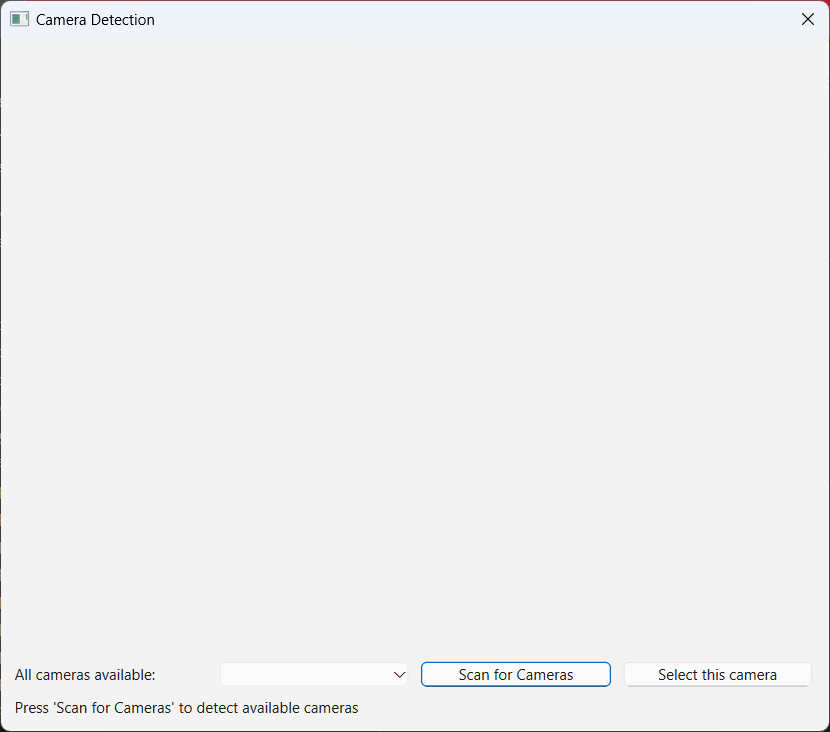 Camera Detection
All cameras available:
Scan for Cameras
Select this camera
Press 'Scan for Cameras' to detect available cameras